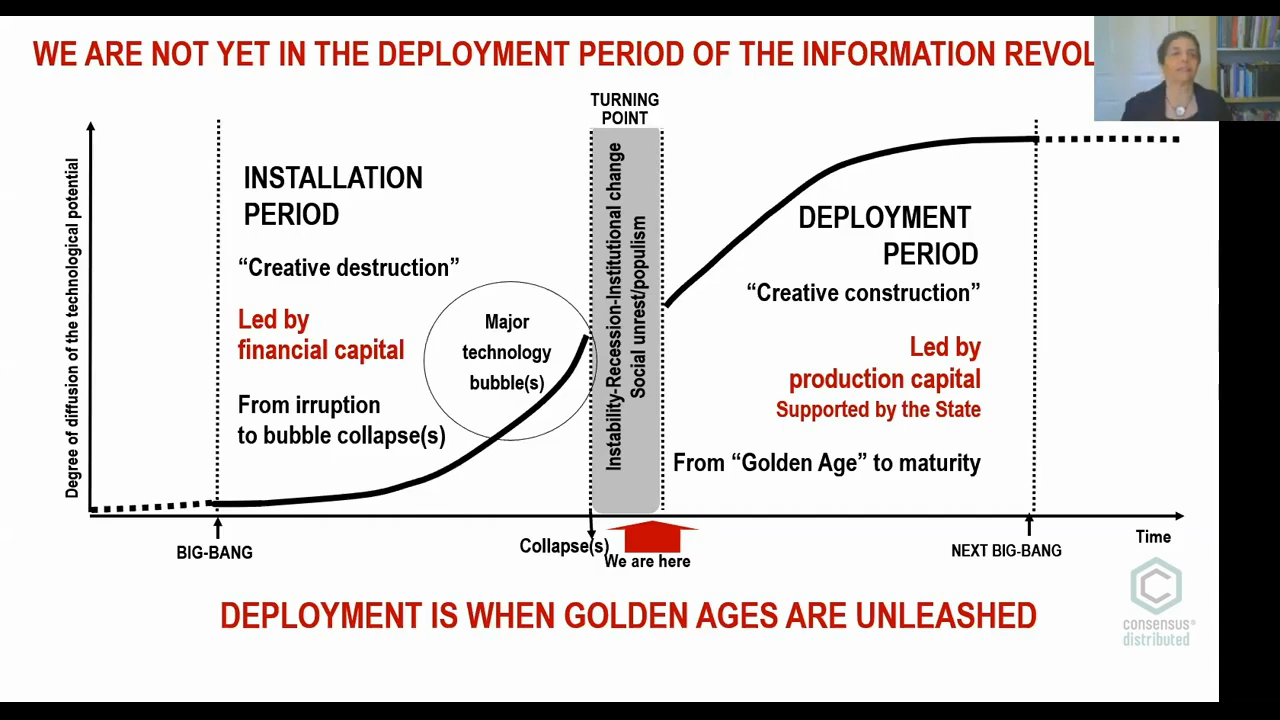 WE ARE NOT YET IN THE DEPLOYMENT PERIOD OF THE INFORMATION
TURNING
POINT
Degree of diffusion of the technological potential
INSTALLATION
PERIOD
“Creative destruction”
Led by
financial capital
From irruption
to bubble collapse(s)
Major
technology
bubble(s)
Instability-Recession-Institutional change
Social unrest/populism
DEPLOYMENT
PERIOD
“Creative construction”
Led by
production capital
Supported by the State
From “Golden Age” to maturity
BIG-BANG
Collapse(s)
We are here
NEXT BIG-BANG
Time
DEPLOYMENT IS WHEN GOLDEN AGES ARE UNLEASHED
consensus®
distributed